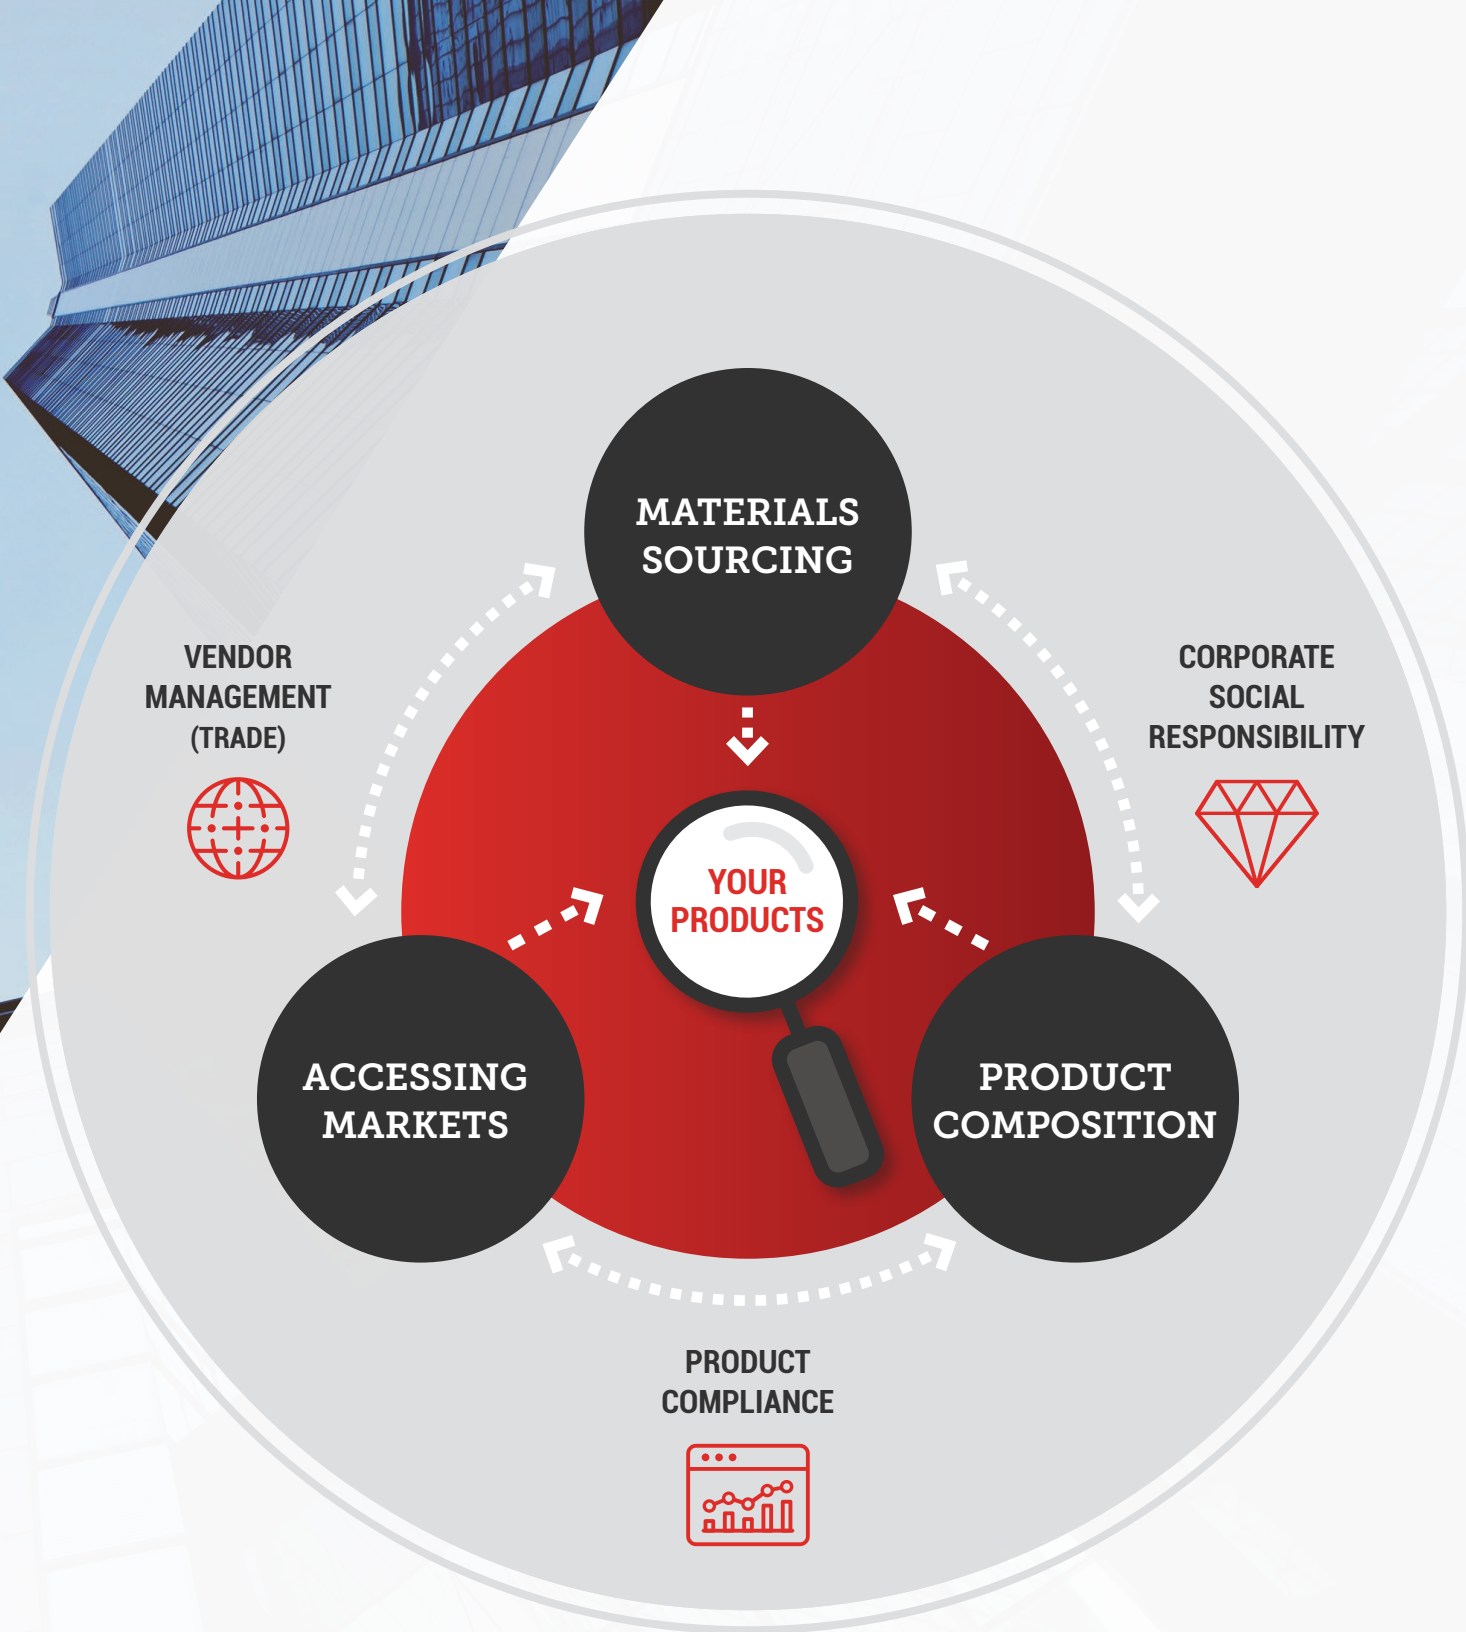 MATERIALS
SOURCING
VENDOR
MANAGEMENT
(TRADE)
CORPORATE
SOCIAL
RESPONSIBILITY
YOUR
PRODUCTS
ACCESSING
MARKETS
PRODUCT
COMPOSITION
PRODUCT
COMPLIANCE